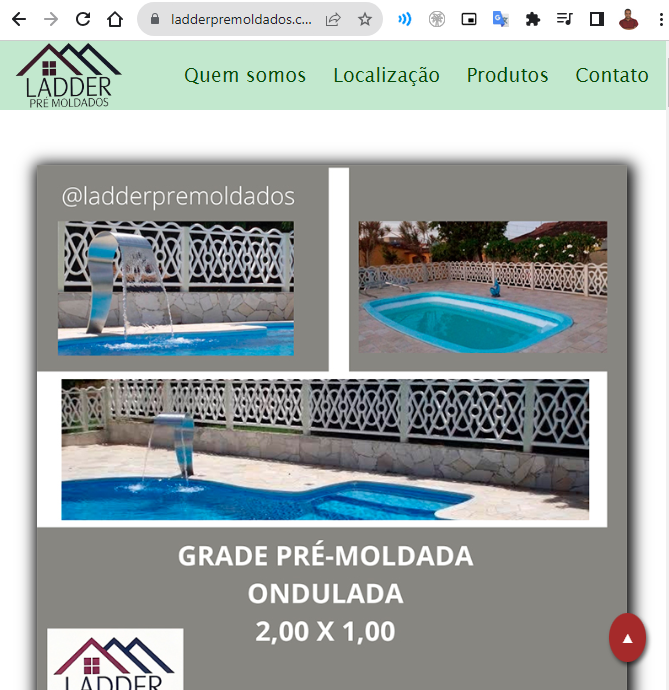 ladderpremoldados.c...
LADDER
PRÉ MOLDADOS
Quem somos
Localização
Produtos
Contato
@ladderpremoldados
GRADE PRÉ-MOLDADA
ONDULADA
2,00 X 1,00
LADDER